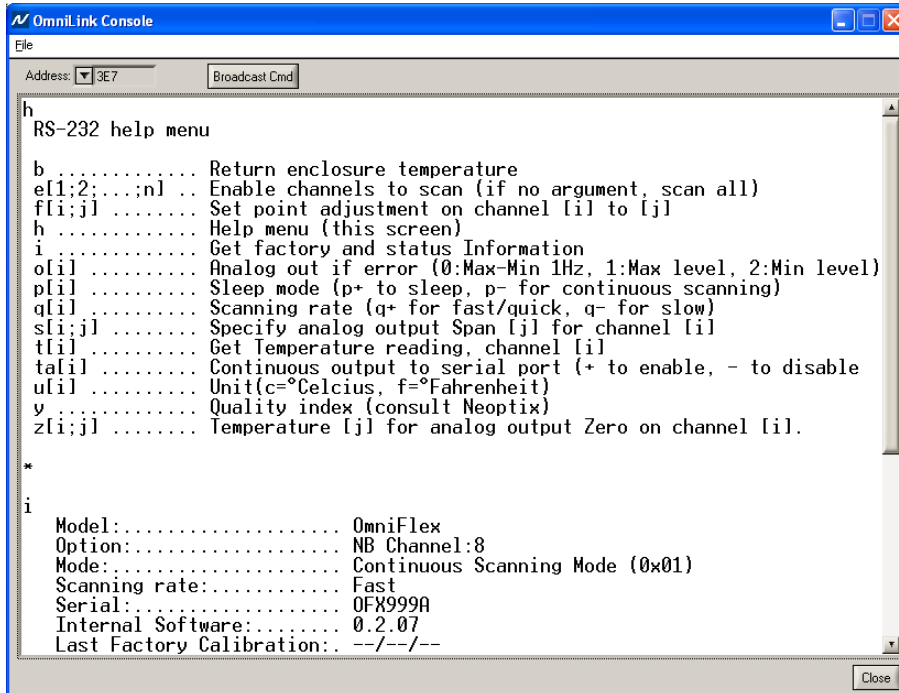 OmniLink Console
File
Address: 3E7 Broadcast Cmd
h
RS-232 help menu
b ............. Return enclosure temperature
e[1;2;...;n] .. Enable channels to scan (if no argument, scan all)
f[i;j] ........ Set point adjustment on channel [i] to [j]
h ............. Help menu (this screen)
i ............. Get factory and status Information
o[i] .......... Analog out if error (0:Max-Min 1Hz, 1:Max level, 2:Min level)
p[i] .......... Sleep mode (p+ to sleep, p- for continuous scanning)
q[i] .......... Scanning rate (q+ for fast/quick, q- for slow)
s[i;j] ........ Specify analog output Span [j] for channel [i]
t[i] .......... Get Temperature reading, channel [i]
ta[i] ......... Continuous output to serial port (+ to enable, - to disable
u[i] .......... Unit(c=°Celcius, f=°Fahrenheit)
y ............. Quality index (consult Neoptix)
z[i;j] ........ Temperature [j] for analog output Zero on channel [i].
*
i
Model:.................... OmniFlex
Option:................... NB Channel:8
Mode:..................... Continuous Scanning Mode (0x01)
Scanning rate:............ Fast
Serial:................... OFX999A
Internal Software:........ 0.2.07
Last Factory Calibration:. --/--/--
Close